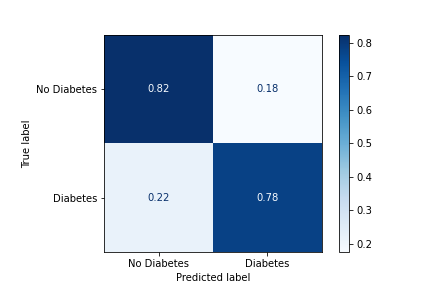 No Diabetes 0.82 0.18
Diabetes 0.22 0.78
True label
No Diabetes Diabetes
Predicted label
0.8
0.7
0.6
0.5
0.4
0.3
0.2